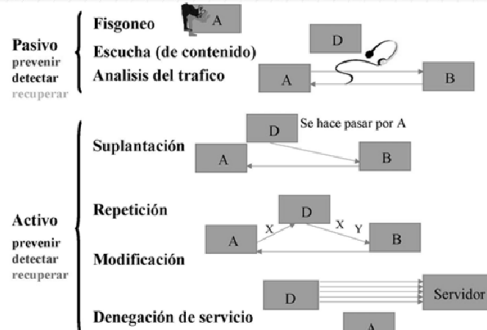 Pasivo
prevenir
detectar
recuperar
Fisgoneo
A
Escucha (de contenido)
D
Analisis del trafico
A
B
Activo
prevenir
detectar
recuperar
D
Se hace pasar por A
Suplantación
A
B
Repetición
D
X
X
Y
A
B
Modificación
D
Servidor
Denegación de servicio
A